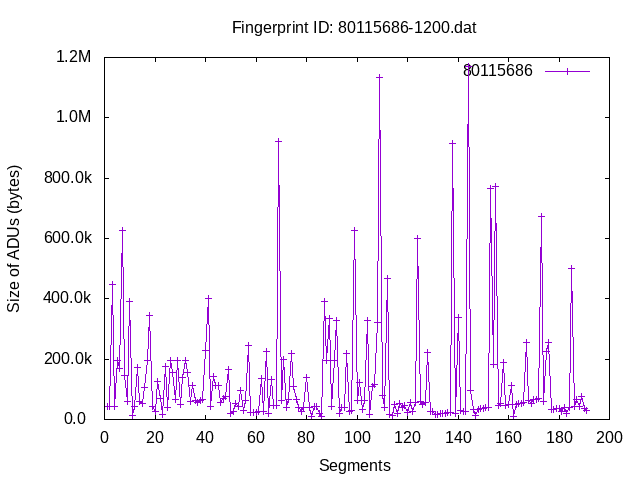 Fingerprint ID: 80115686-1200.dat
80115686
Size of ADUs (bytes)
1.2M
1.0M
800.0k
600.0k
400.0k
200.0k
0.0
0 20 40 60 80 100 120 140 160 180 200
Segments